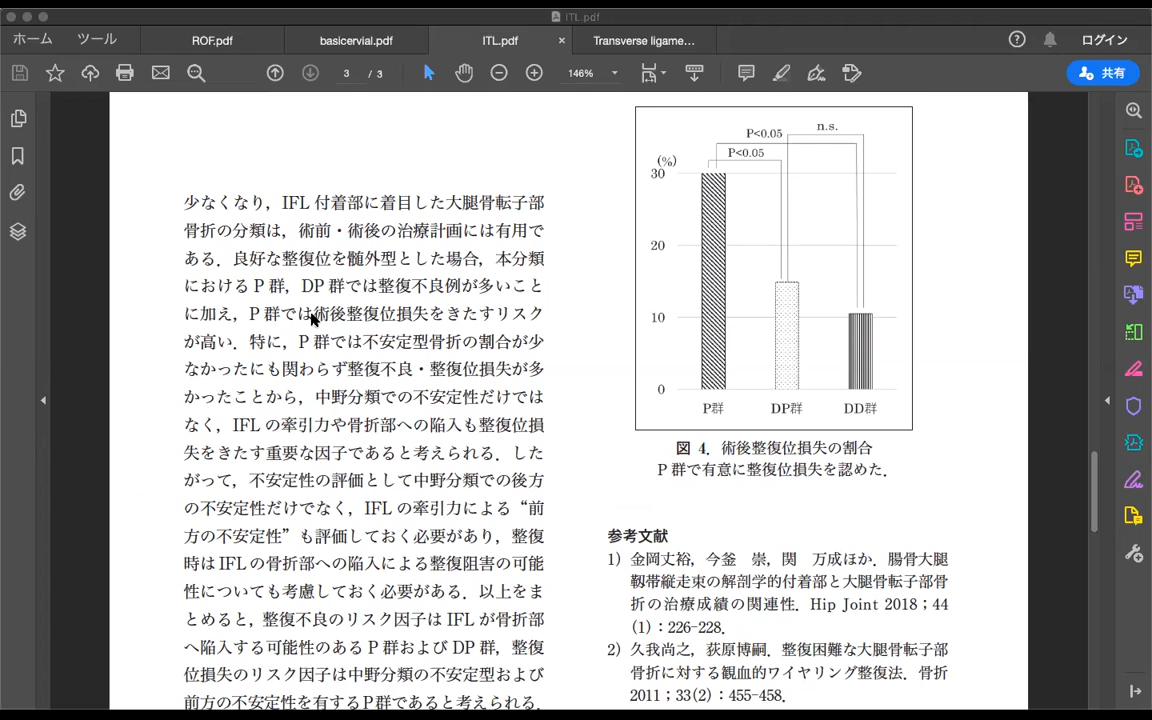 ITL.pdf
ホーム ツール ROF.pdf basicervial.pdf ITL.pdf × Transverse ligame... ? ログイン
3 / 3 146% 共有
少なくなり，IFL 付着部に着目した大腿骨転子部
骨折の分類は，術前・術後の治療計画には有用で
ある．良好な整復位を髄外型とした場合，本分類
における P 群，DP 群では整復不良例が多いこと
に加え，P 群では術後整復位損失をきたすリスク
が高い．特に，P 群では不安定型骨折の割合が少
なかったにも関わらず整復不良・整復位損失が多
かったことから，中野分類での不安定性だけでは
なく，IFL の牽引力や骨折部への陥入も整復位損
失をきたす重要な因子であると考えられる．した
がって，不安定性の評価として中野分類での後方
の不安定性だけでなく，IFL の牽引力による“前
方の不安定性”も評価しておく必要があり，整復
時は IFL の骨折部への陥入による整復阻害の可能
性についても考慮しておく必要がある．以上をま
とめると，整復不良のリスク因子は IFL が骨折部
へ陥入する可能性のある P 群および DP 群，整復
位損失のリスク因子は中野分類の不安定型および
前方の不安定性を有する P 群であると考えられる．
P<0.05 n.s.
P<0.05
(%)
30
20
10
0
P群 DP群 DD群
図 4．術後整復位損失の割合
P 群で有意に整復位損失を認めた．
参考文献
1) 金岡丈裕，今釜 崇，関 万成ほか．腸骨大腿
靱帯縦走束の解剖学的付着部と大腿骨転子部骨
折の治療成績の関連性．Hip Joint 2018；44
(1)：226-228.
2) 久我尚之，荻原博嗣．整復困難な大腿骨転子部
骨折に対する観血的ワイヤリング整復法．骨折
2011；33(2)：455-458.